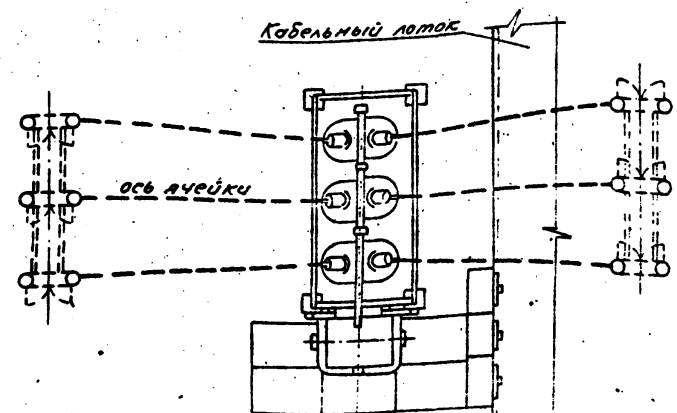 Кабельный лоток
ось ячейки